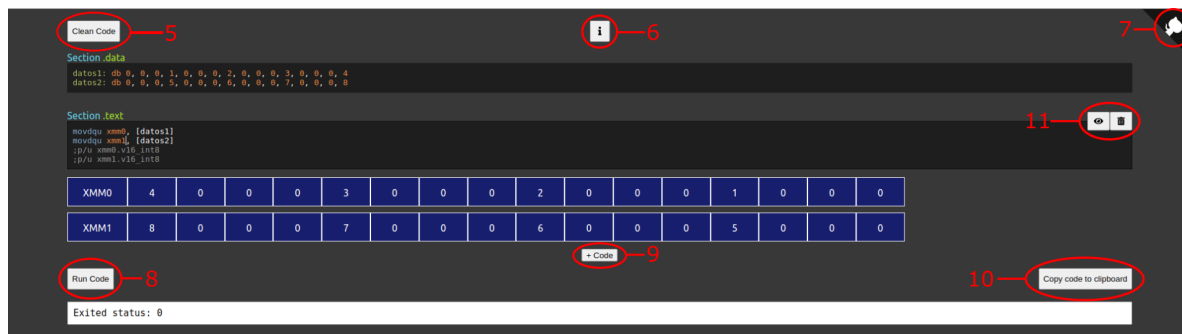 Clean Code 5 i 6 7
Section .data
datos1: db 0, 0, 0, 1, 0, 0, 0, 2, 0, 0, 0, 3, 0, 0, 0, 4
datos2: db 0, 0, 0, 5, 0, 0, 0, 6, 0, 0, 0, 7, 0, 0, 0, 8
Section .text 11
movdqu xmm0, [datos1]
movdqu xmm1, [datos2]
;p/u xmm0.v16_int8
;p/u xmm1.v16_int8
XMM0 4 0 0 0 3 0 0 0 2 0 0 0 1 0 0 0
XMM1 8 0 0 0 7 0 0 0 6 0 0 0 5 0 0 0
+ Code 9
Run Code 8 10 Copy code to clipboard
Exited status: 0